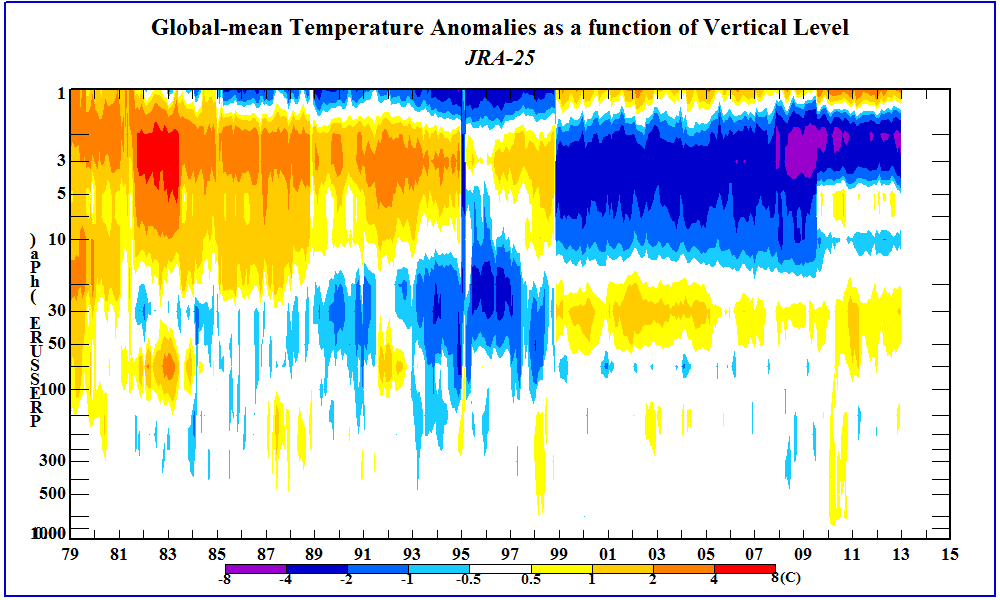 Global-mean Temperature Anomalies as a function of Vertical Level
JRA-25
1
3
5
10
30
50
100
300
500
1000
PRESSURE (hPa)
79 81 83 85 87 89 91 93 95 97 99 01 03 05 07 09 11 13 15
-8 -4 -2 -1 -0.5 0.5 1 2 4 8 (C)